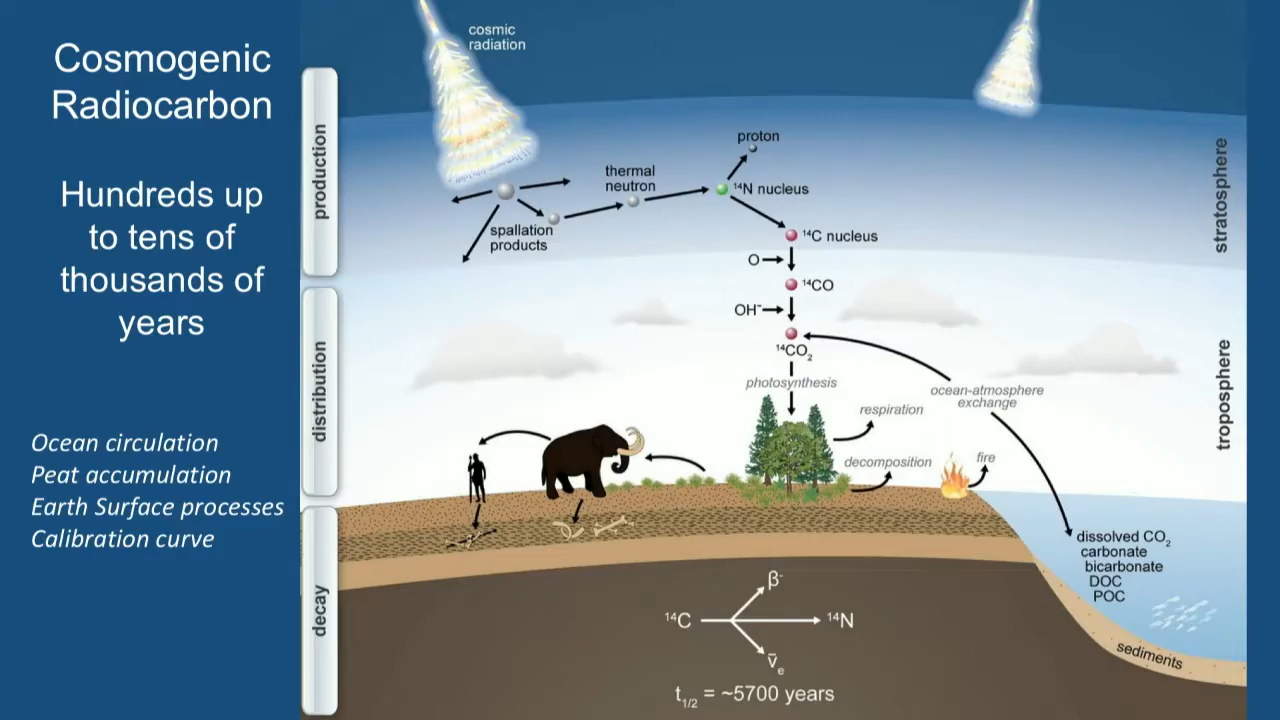 Cosmogenic
Radiocarbon
Hundreds up
to tens of
thousands of
years
Ocean circulation
Peat accumulation
Earth Surface processes
Calibration curve
production
distribution
decay
cosmic
radiation
stratosphere
troposphere
proton
thermal
neutron
¹⁴N nucleus
spallation
products
¹⁴C nucleus
O
¹⁴CO
OH⁻
¹⁴CO₂
photosynthesis
respiration
decomposition
fire
ocean-atmosphere
exchange
dissolved CO₂
carbonate
bicarbonate
DOC
POC
sediments
β⁻
¹⁴C
¹⁴N
ν̅ₑ
t₁/₂ = ~5700 years